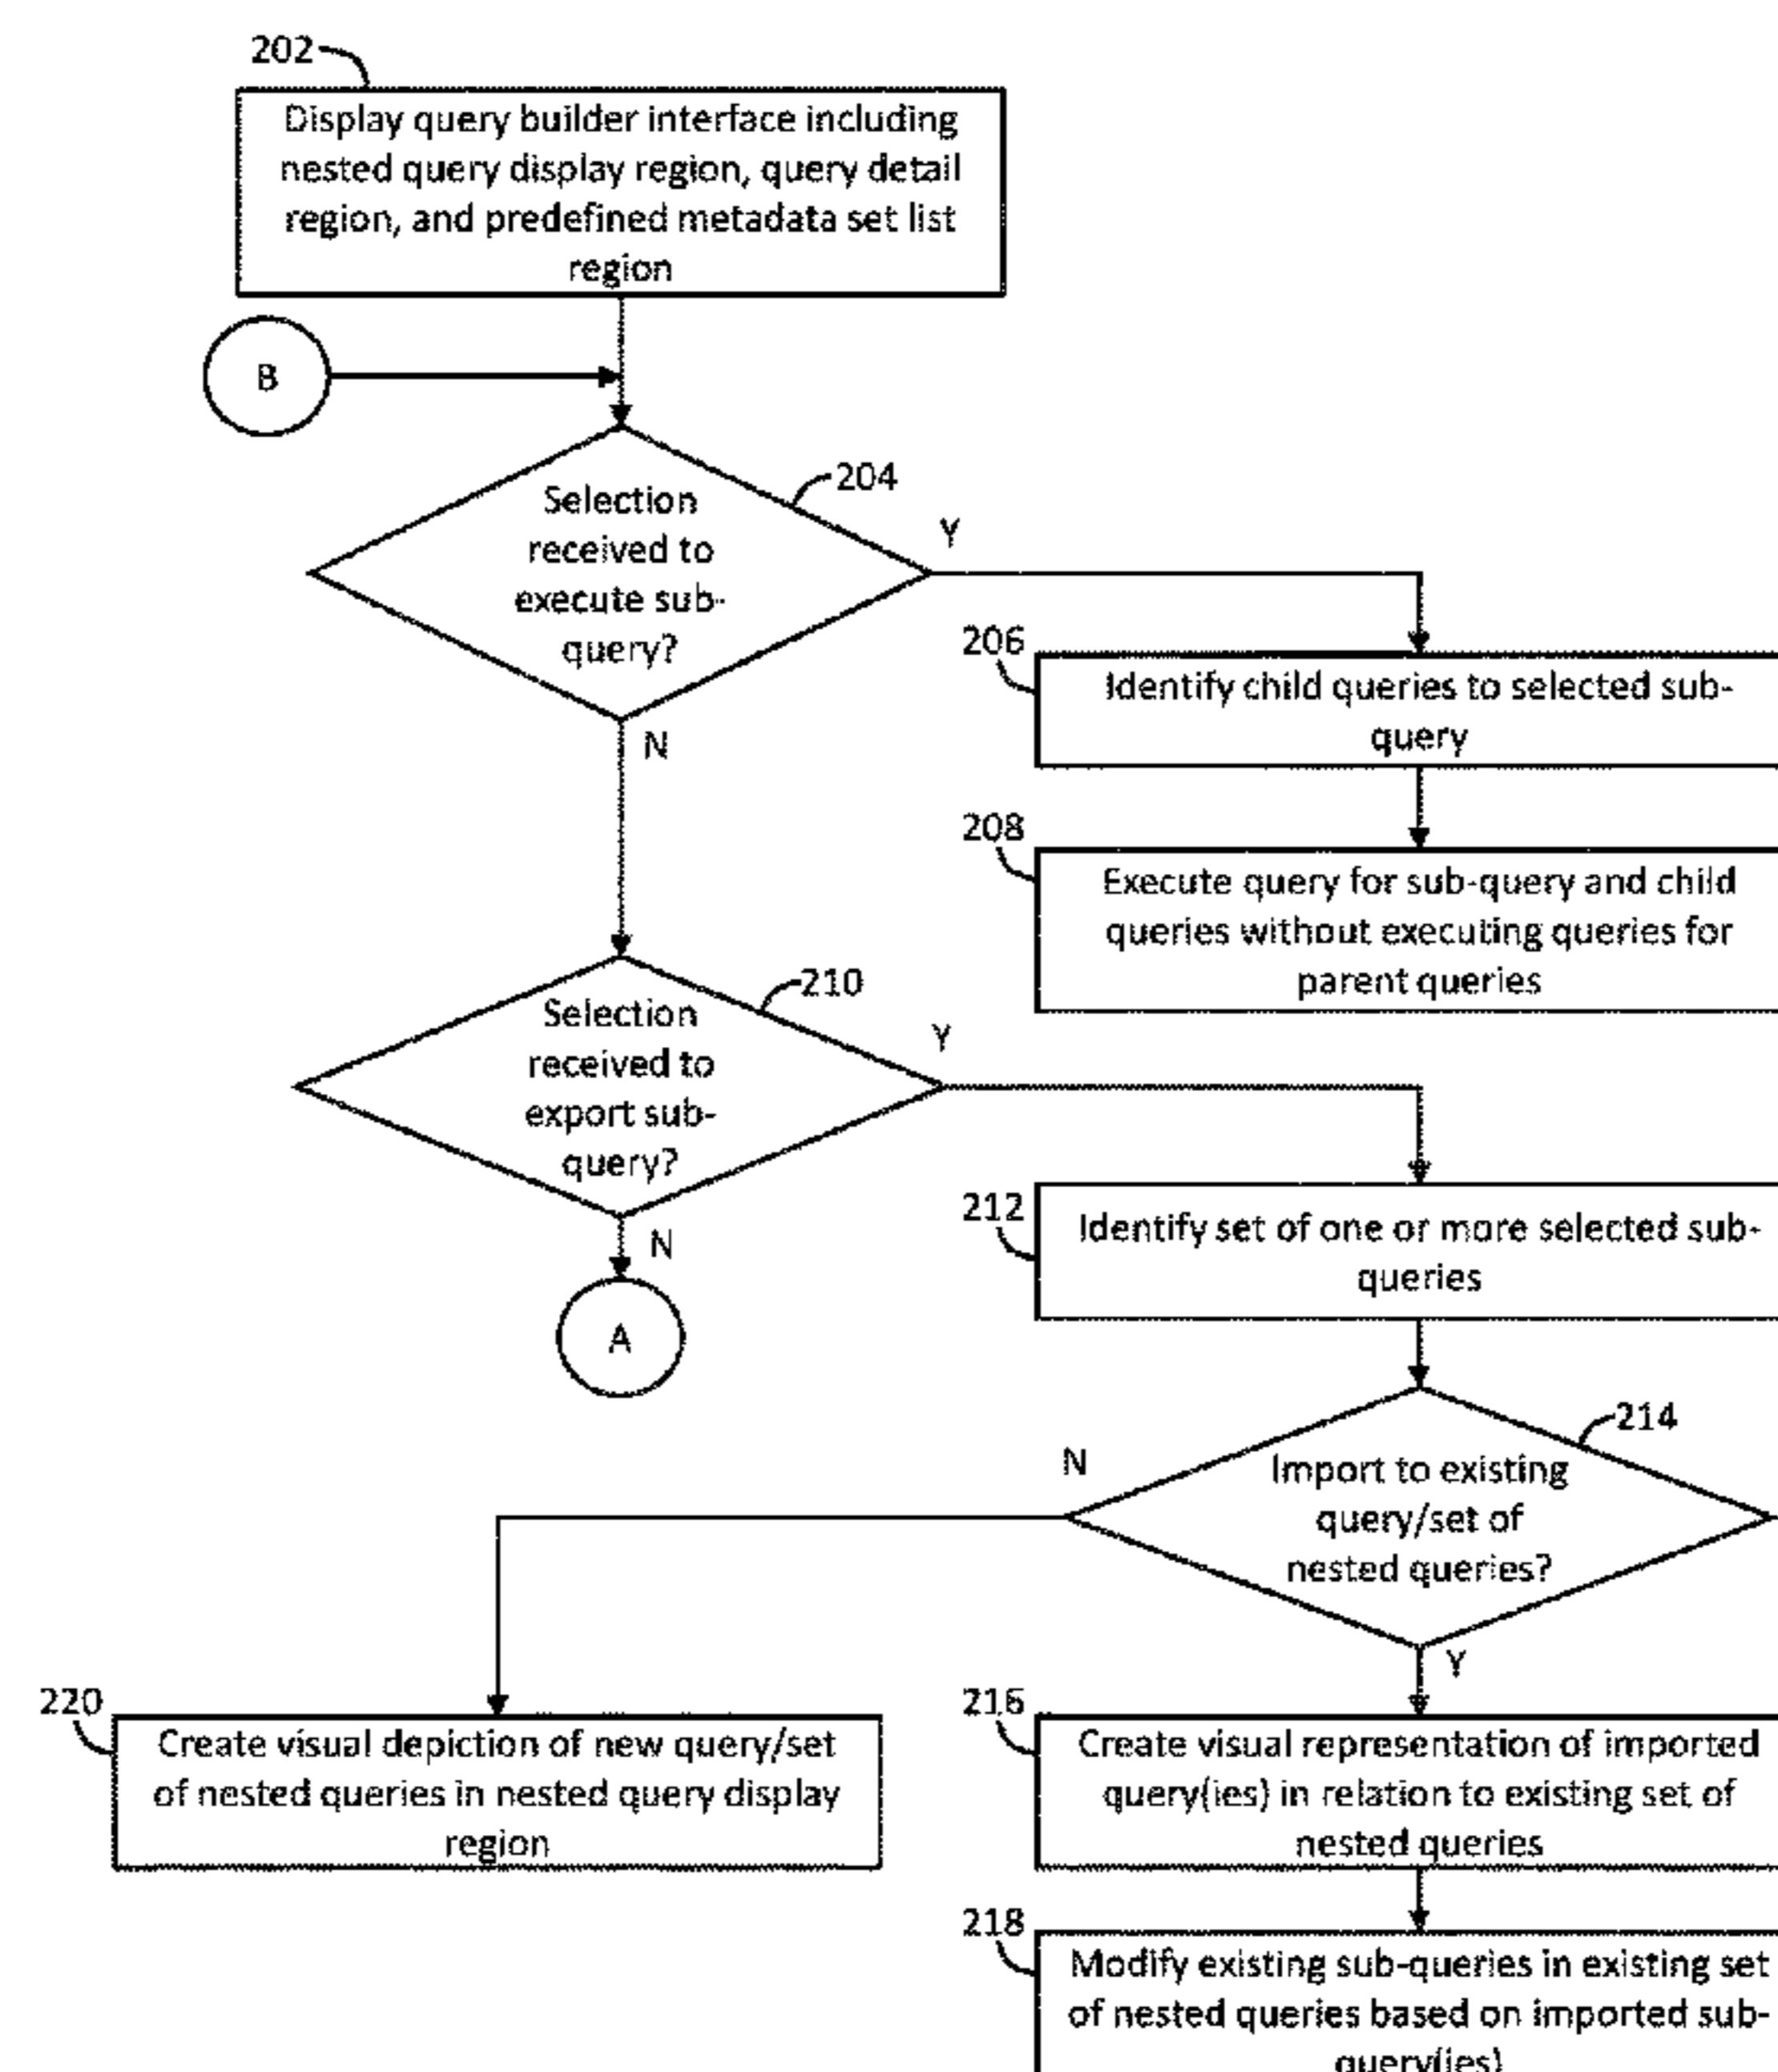 202
Display query builder interface including
nested query display region, query detail
region, and predefined metadata set list
region
B
204
Selection
received to
execute sub-
query?
Y
N
206
Identify child queries to selected sub-
query
208
Execute query for sub-query and child
queries without executing queries for
parent queries
210
Selection
received to
export sub-
query?
Y
N
A
212
Identify set of one or more selected sub-
queries
214
Import to existing
query/set of
nested queries?
N
Y
220
Create visual depiction of new query/set
of nested queries in nested query display
region
216
Create visual representation of imported
query(ies) in relation to existing set of
nested queries
218
Modify existing sub-queries in existing set
of nested queries based on imported sub-
query(ies)